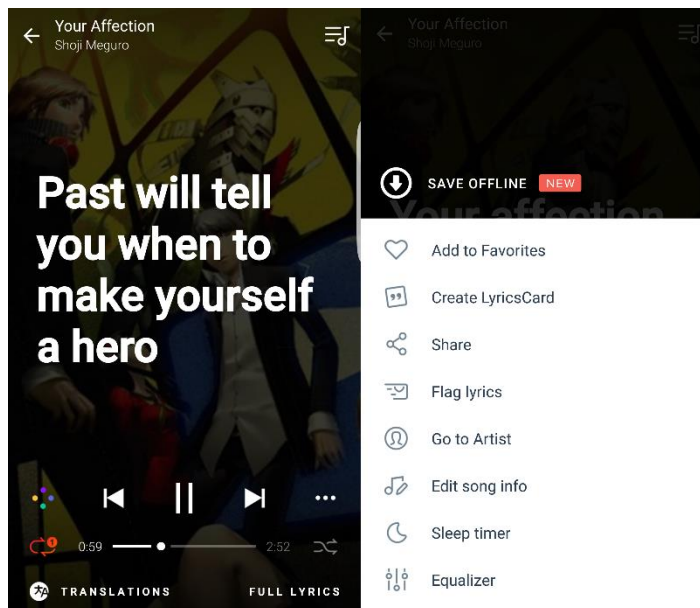 Your Affection
Shoji Meguro
Past will tell
you when to
make yourself
a hero
1
0:59
2:52
TRANSLATIONS
FULL LYRICS
Your Affection
Shoji Meguro
SAVE OFFLINE NEW
Your affection
Add to Favorites
Create LyricsCard
Share
Flag lyrics
Go to Artist
Edit song info
Sleep timer
Equalizer